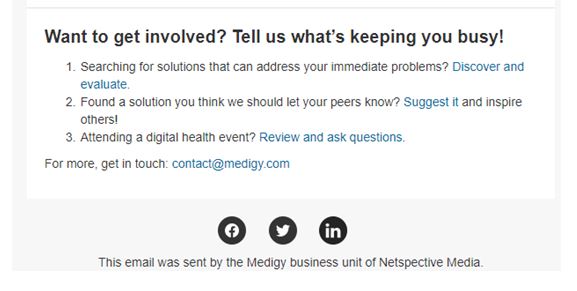 Want to get involved? Tell us what's keeping you busy!
1. Searching for solutions that can address your immediate problems? Discover and
evaluate.
2. Found a solution you think we should let your peers know? Suggest it and inspire
others!
3. Attending a digital health event? Review and ask questions.
For more, get in touch: contact@medigy.com
in
This email was sent by the Medigy business unit of Netspective Media.